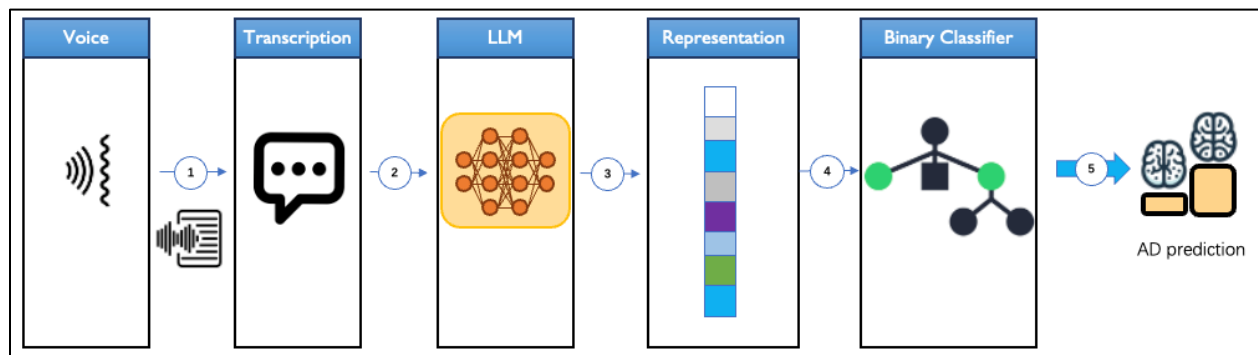 Voice
Transcription
LLM
Representation
Binary Classifier
1
2
3
4
5
AD prediction